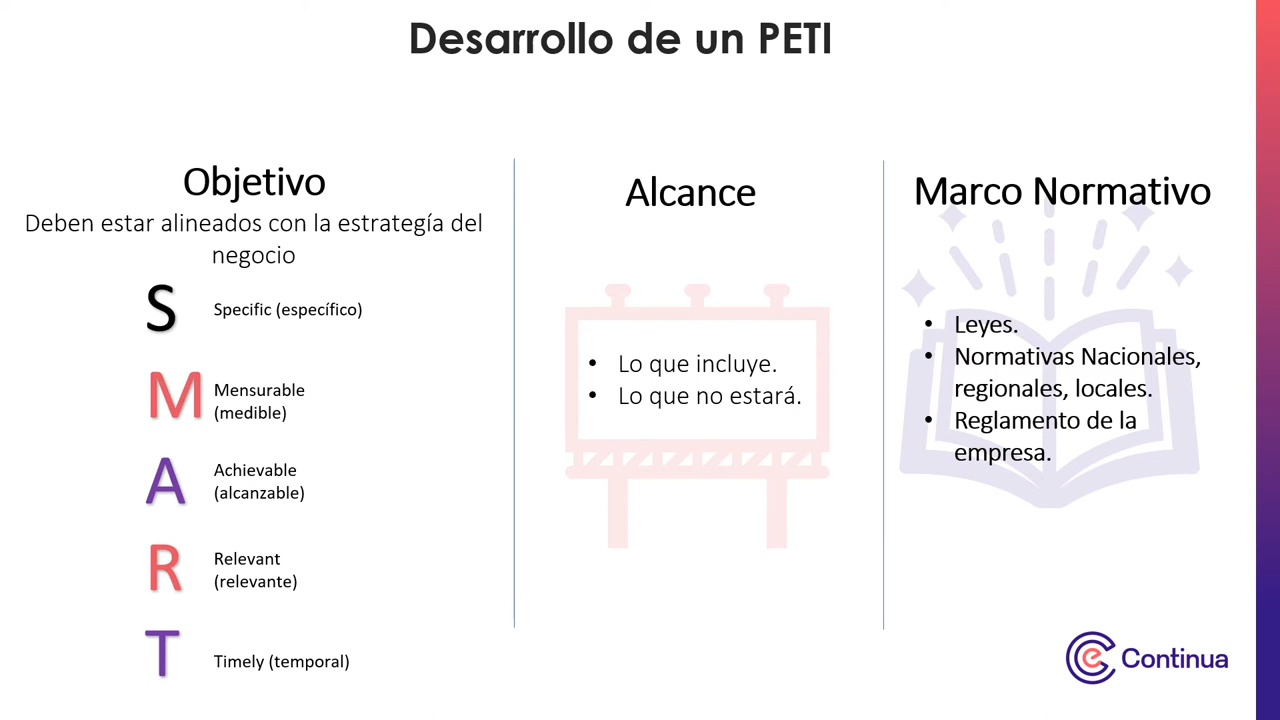 Desarrollo de un PETI
Objetivo
Deben estar alineados con la estrategía del
negocio
S Specific (específico)
M Mensurable
(medible)
A Achievable
(alcanzable)
R Relevant
(relevante)
T Timely (temporal)
Alcance
• Lo que incluye.
• Lo que no estará.
Marco Normativo
• Leyes.
• Normativas Nacionales,
regionales, locales.
• Reglamento de la
empresa.
Continua